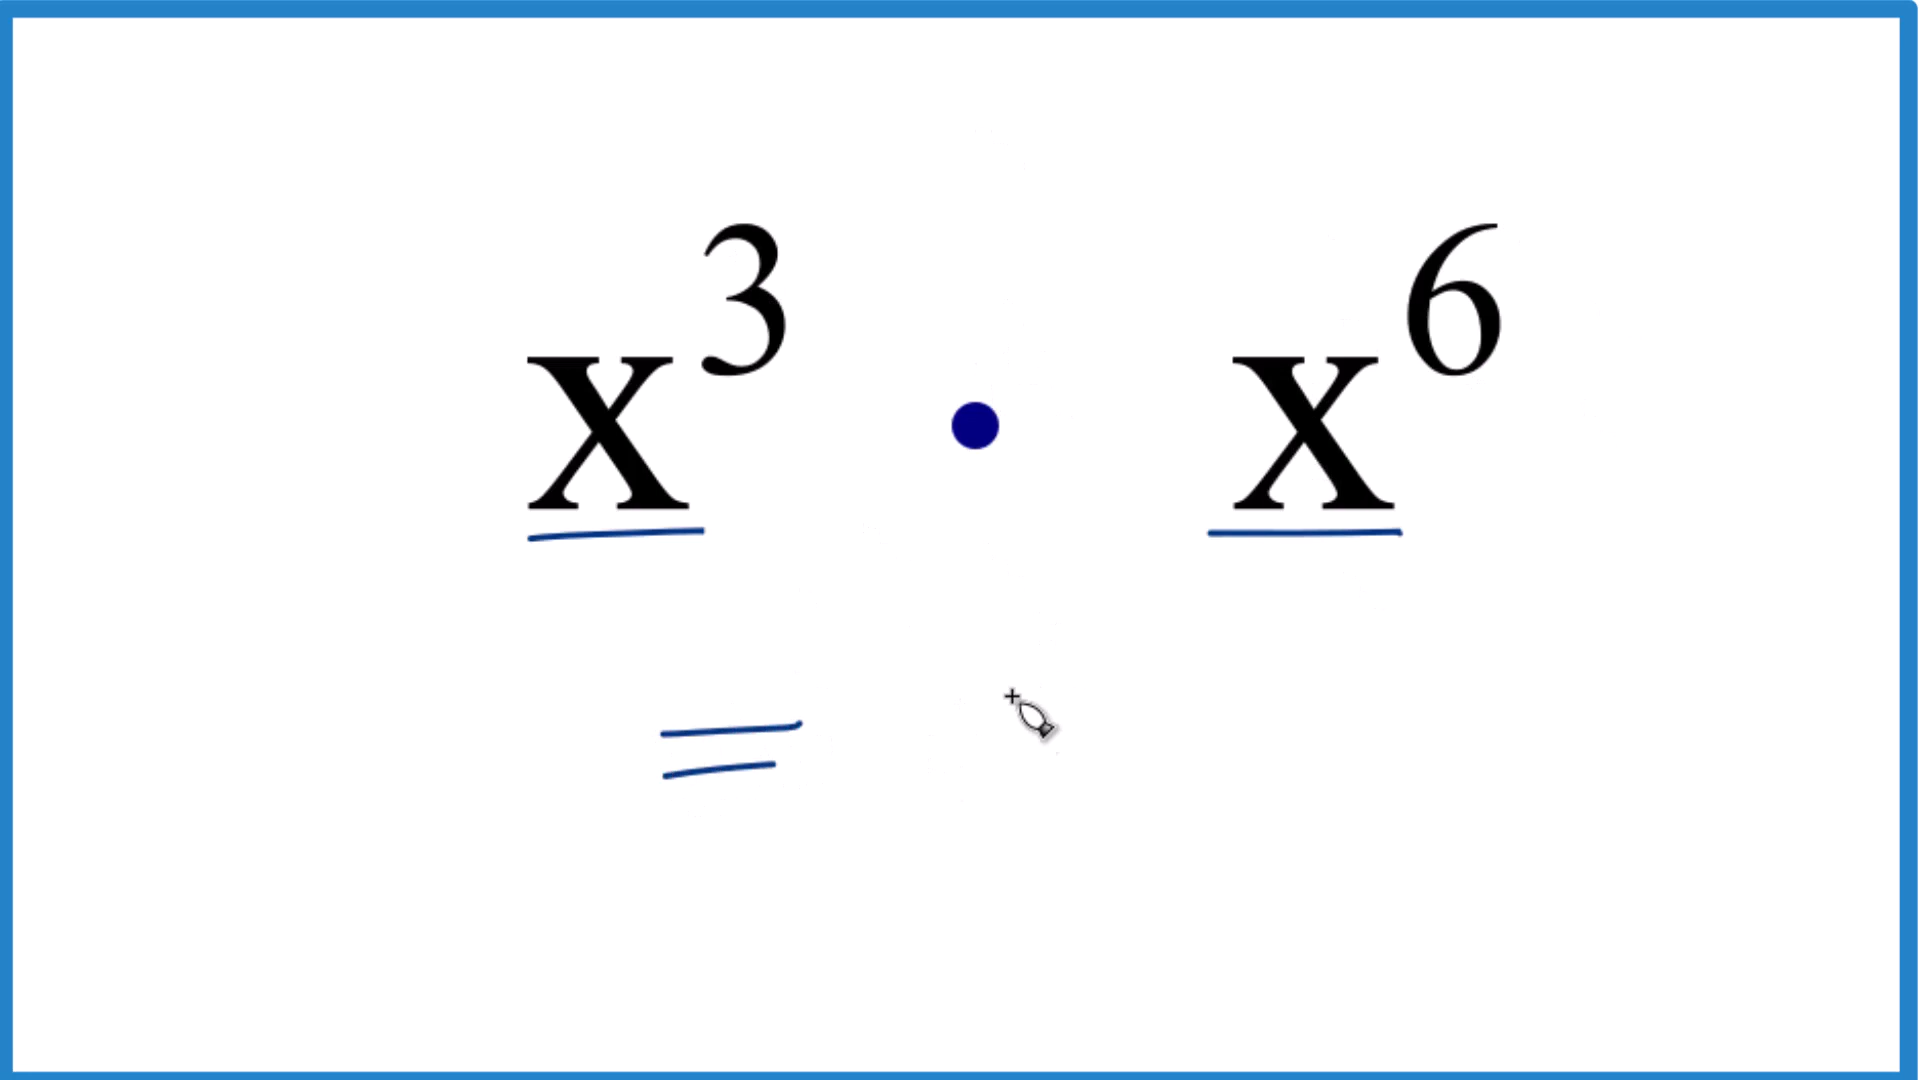 x³ • x⁶
=